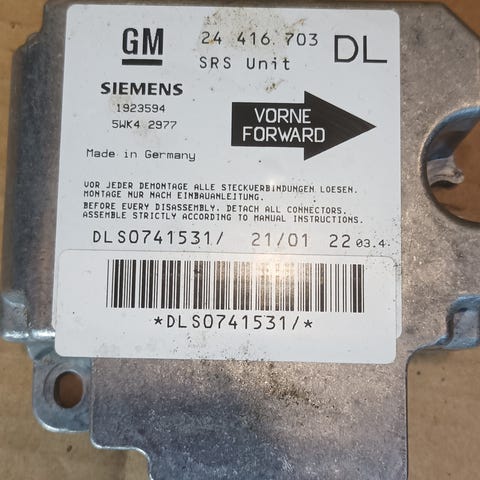 GM 24 416 703 DL
SRS Unit
SIEMENS
1923594
5WK4 2977
VORNE
FORWARD
Made in Germany
VOR JEDER DEMONTAGE ALLE STECKVERBINDUNGEN LOESEN.
MONTAGE NUR NACH EINBAUANLEITUNG.
BEFORE EVERY DISASSEMBLY. DETACH ALL CONNECTORS.
ASSEMBLE STRICTLY ACCORDING TO MANUAL INSTRUCTIONS.
DLS0741531/ 21/01 22 03.4
*DLS0741531/*